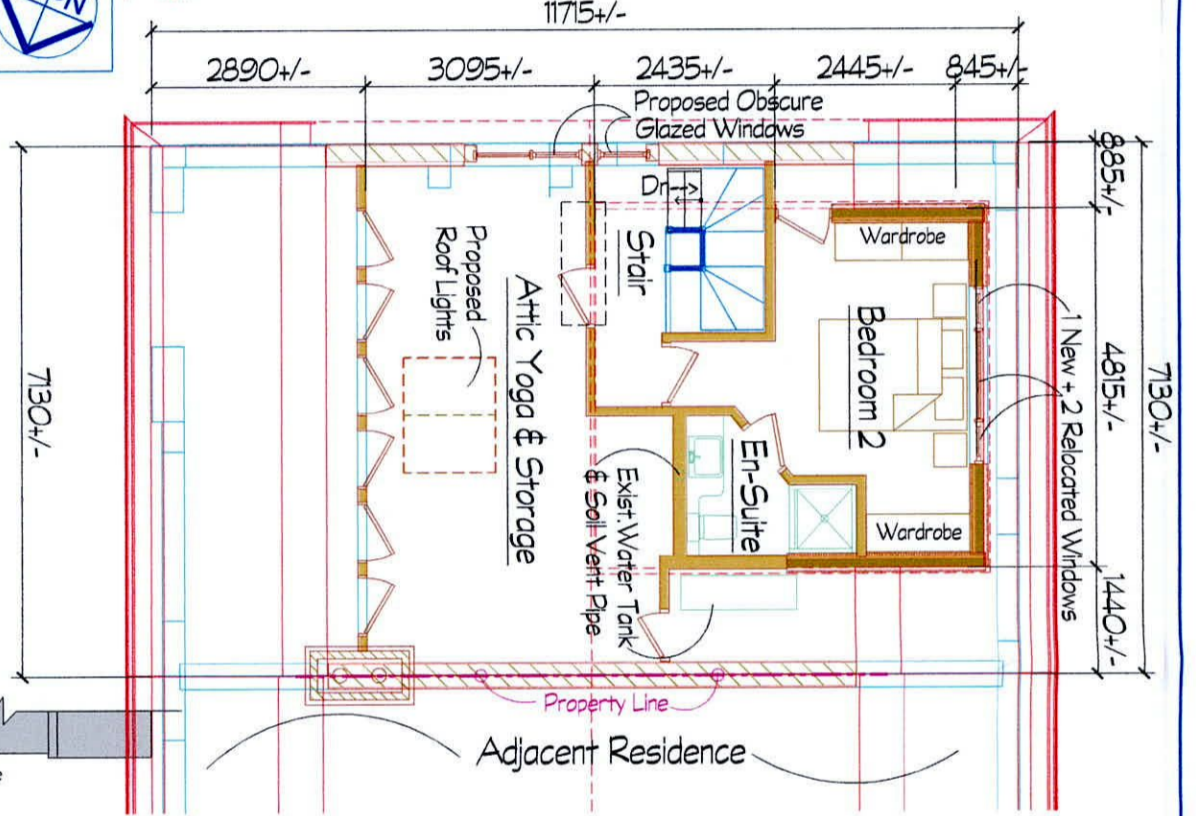 N
11715+/-
2890+/-
3095+/-
2435+/-
2445+/-
845+/-
Proposed Obscure
Glazed Windows
885+/-
4815+/-
1440+/-
7130+/-
7130+/-
Dn-->
Stair
Wardrobe
Bedroom 2
Wardrobe
1 New + 2 Relocated Windows
Proposed
Roof Lights
Attic Yoga & Storage
En-Suite
Exist. Water Tank
& Soil Vent Pipe
Property Line
Adjacent Residence